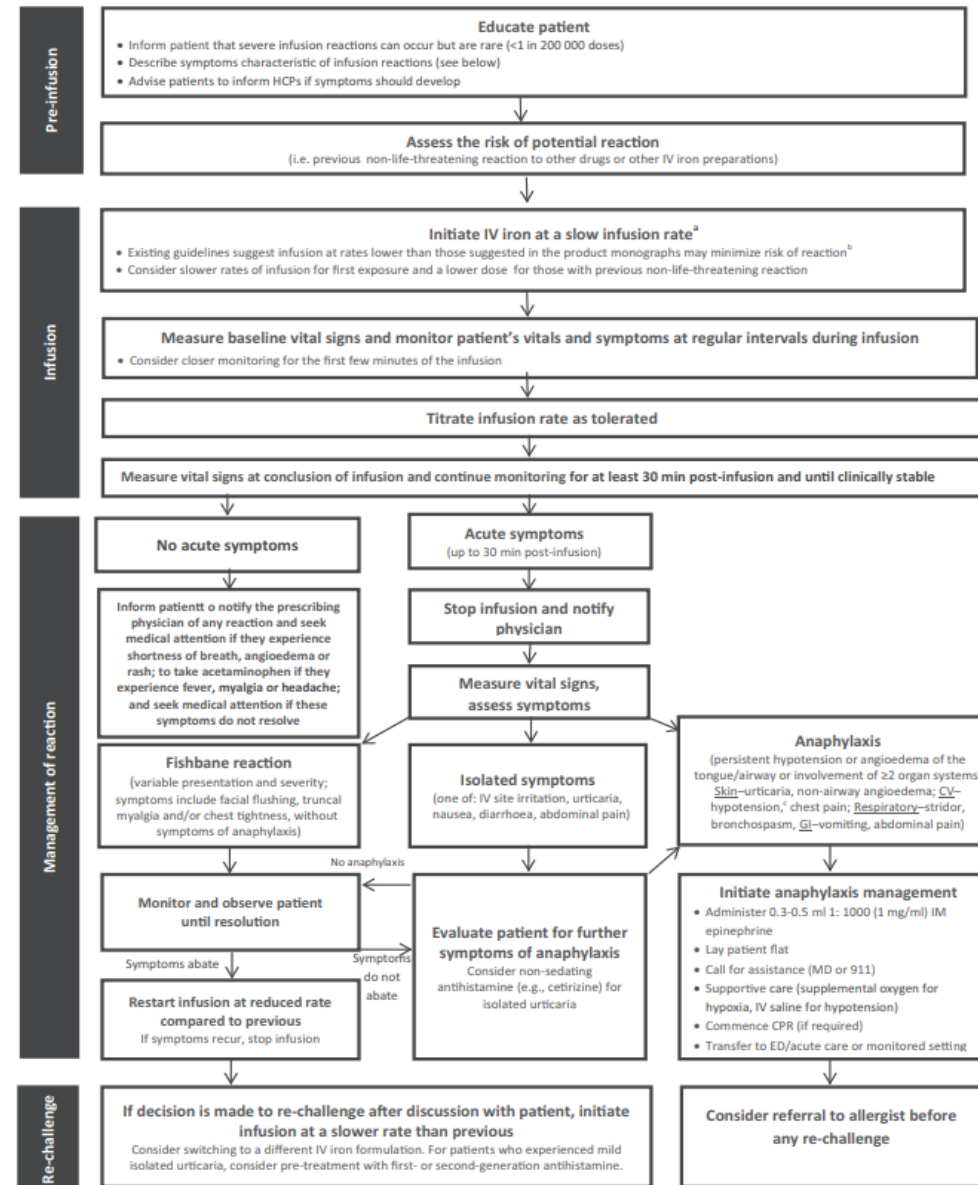 Pre-infusion
Educate patient
• Inform patient that severe infusion reactions can occur but are rare (<1 in 200 000 doses)
• Describe symptoms characteristic of infusion reactions (see below)
• Advise patients to inform HCPs if symptoms should develop
Assess the risk of potential reaction
(i.e. previous non-life-threatening reaction to other drugs or other IV iron preparations)
Infusion
Initiate IV iron at a slow infusion rateᵃ
• Existing guidelines suggest infusion at rates lower than those suggested in the product monographs may minimize risk of reactionᵇ
• Consider slower rates of infusion for first exposure and a lower dose for those with previous non-life-threatening reaction
Measure baseline vital signs and monitor patient's vitals and symptoms at regular intervals during infusion
• Consider closer monitoring for the first few minutes of the infusion
Titrate infusion rate as tolerated
Measure vital signs at conclusion of infusion and continue monitoring for at least 30 min post-infusion and until clinically stable
Management of reaction
No acute symptoms
Inform patientt o notify the prescribing
physician of any reaction and seek
medical attention if they experience
shortness of breath, angioedema or
rash; to take acetaminophen if they
experience fever, myalgia or headache;
and seek medical attention if these
symptoms do not resolve
Acute symptoms
(up to 30 min post-infusion)
Stop infusion and notify
physician
Measure vital signs,
assess symptoms
Fishbane reaction
(variable presentation and severity;
symptoms include facial flushing, truncal
myalgia and/or chest tightness, without
symptoms of anaphylaxis)
Isolated symptoms
(one of: IV site irritation, urticaria,
nausea, diarrhoea, abdominal pain)
Anaphylaxis
(persistent hypotension or angioedema of the
tongue/airway or involvement of ≥2 organ systems
Skin–urticaria, non-airway angioedema; CV–
hypotension,ᶜ chest pain; Respiratory–stridor,
bronchospasm, GI–vomiting, abdominal pain)
No anaphylaxis
Monitor and observe patient
until resolution
Symptoms abate
Symptoms
do not
abate
Restart infusion at reduced rate
compared to previous
If symptoms recur, stop infusion
Evaluate patient for further
symptoms of anaphylaxis
Consider non-sedating
antihistamine (e.g., cetirizine) for
isolated urticaria
Initiate anaphylaxis management
• Administer 0.3-0.5 ml 1: 1000 (1 mg/ml) IM
epinephrine
• Lay patient flat
• Call for assistance (MD or 911)
• Supportive care (supplemental oxygen for
hypoxia, IV saline for hypotension)
• Commence CPR (if required)
• Transfer to ED/acute care or monitored setting
Re-challenge
If decision is made to re-challenge after discussion with patient, initiate
infusion at a slower rate than previous
Consider switching to a different IV iron formulation. For patients who experienced mild
isolated urticaria, consider pre-treatment with first- or second-generation antihistamine.
Consider referral to allergist before
any re-challenge